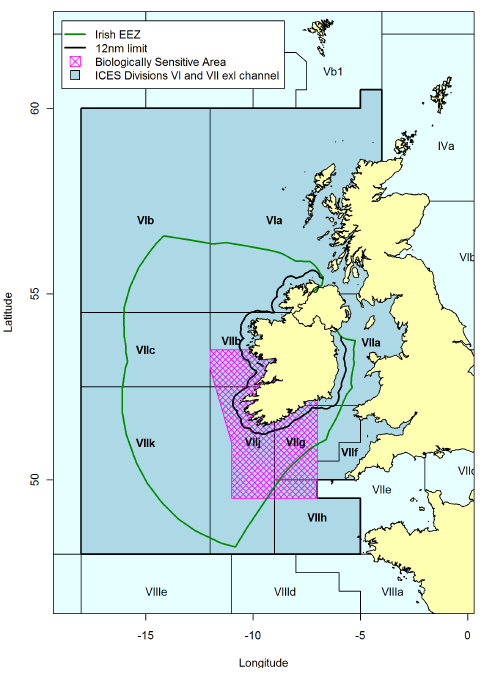 Irish EEZ
12nm limit
Biologically Sensitive Area
ICES Divisions VI and VII exl channel
Vb1
60
IVa
VIb
VIa
IVb
55
VIIb
VIIa
VIIc
VIIk
VIIj
VIIg
VIIf
50
VIIe
VIId
VIIh
VIIIe
VIIId
VIIIa
-15
-10
-5
0
Latitude
Longitude